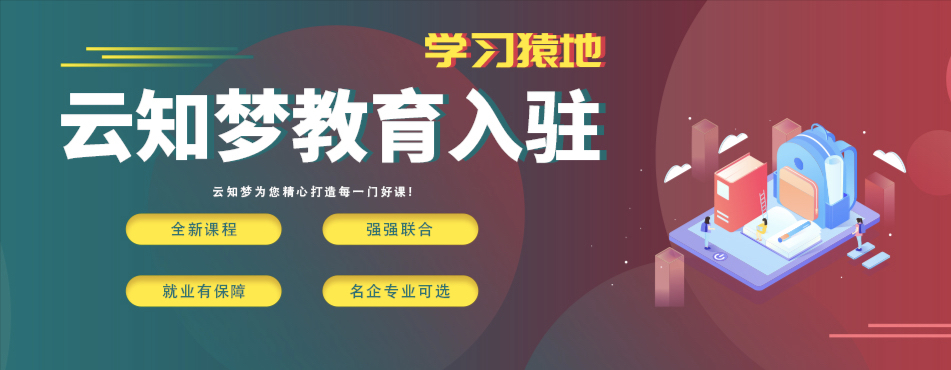 学习猿地
云知梦教育入驻
云知梦为您精心打造每一门好课!
全新课程
强强联合
就业有保障
名企专业可选